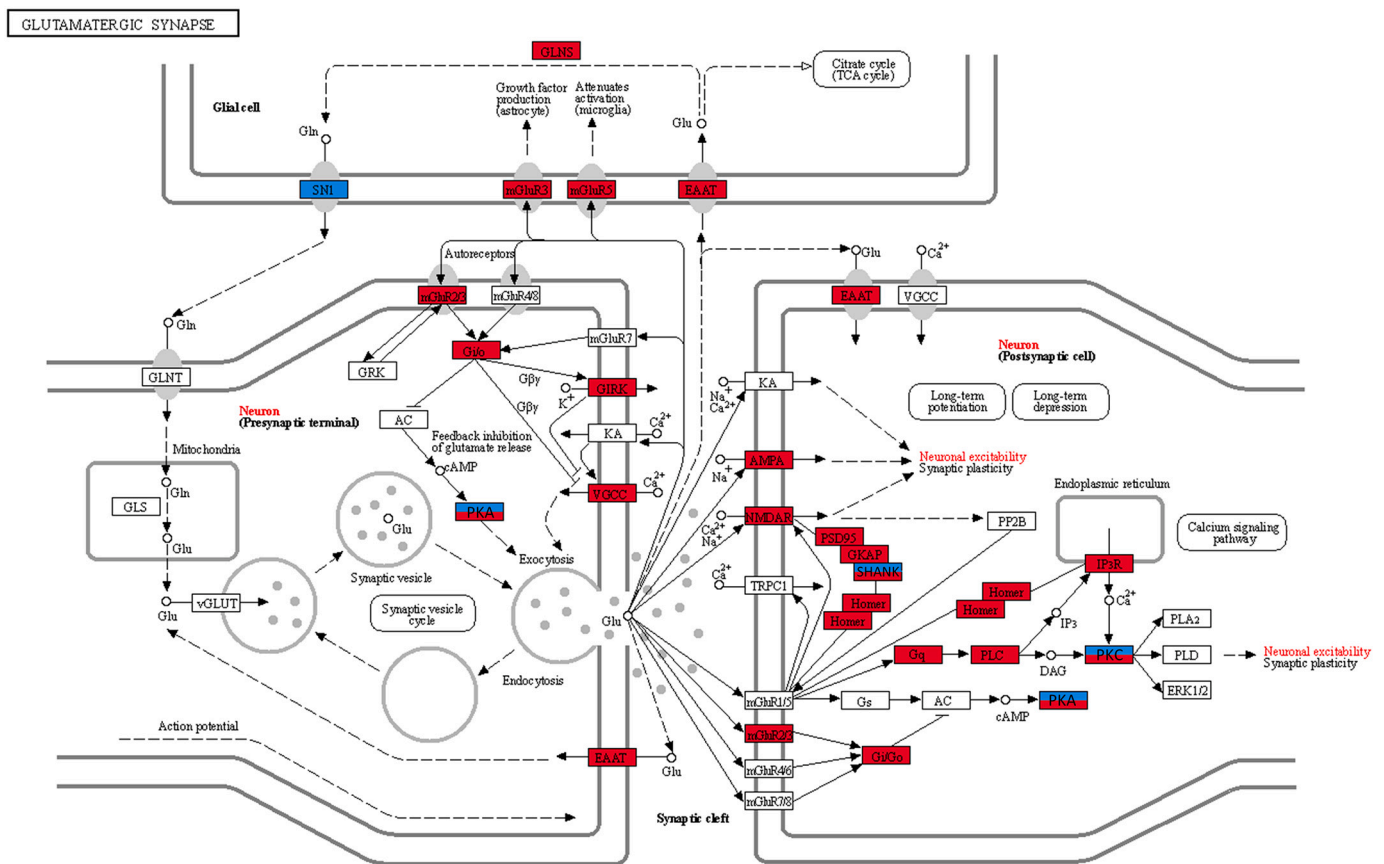 GLUTAMATERGIC SYNAPSE
GLNS
Citrate cycle
(TCA cycle)
Glial cell
Growth factor
production
(astrocyte)
Attenuates
activation
(microglia)
Gln
Glu
SN1
mGluR3
mGluR5
EAAT
Autoreceptors
mGluR2/3
mGluR4/8
Glu
Ca2+
EAAT
VGCC
Gln
GLNT
Gi/o
mGluR7
GRK
Gβγ
K+
GIRK
Neuron
(Presynaptic terminal)
AC
Gβγ
Feedback inhibition
of glutamate release
KA
Ca2+
cAMP
PKA
VGCC
Ca2+
Neuron
(Postsynaptic cell)
Na+
Ca2+
KA
Long-term
potentiation
Long-term
depression
AMPA
Na+
Neuronal excitability
Synaptic plasticity
Mitochondria
Gln
GLS
Glu
Glu
Synaptic vesicle
Exocytosis
Ca2+
Na+
NMDAR
PSD95
GKAP
SHANK
Homer
Homer
PP2B
Endoplasmic reticulum
Calcium signaling
pathway
IP3R
Ca2+
TRPC1
Ca2+
Homer
Homer
IP3
Glu
vGLUT
Synaptic vesicle
cycle
Glu
Endocytosis
Gq
PLC
DAG
PKC
PLA2
PLD
ERK1/2
Neuronal excitability
Synaptic plasticity
mGluR1/5
Gs
AC
cAMP
PKA
Action potential
EAAT
Glu
mGluR2/3
Gi/Go
mGluR4/6
mGluR7/8
Synaptic cleft